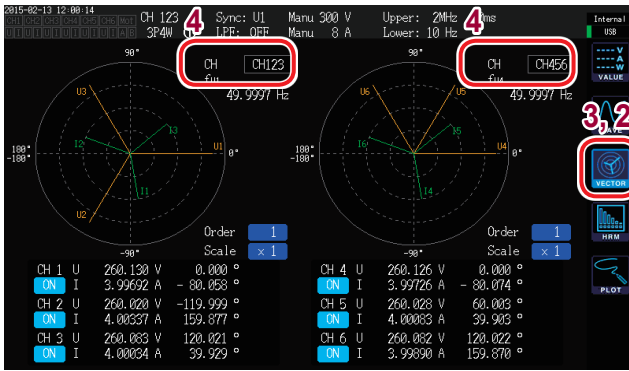 2015-02-13 12:00:14
CH1 CH2 CH3 CH4 CH5 CH6 Mot
U I U I U I U I U I U I A B
CH 123
3P4W
4
Sync: U1
LPF: OFF
Manu 300 V
Manu 8 A
4
Upper: 2MHz
Lower: 10 Hz
Internal
USB
VALUE
3, 2
VECTOR
HRM
PLOT
CH CH123
49.9997 Hz
90°
U3
I2
I3
U1
0°
180°
-180°
I1
U2
-90°
Order 1
Scale × 1
CH CH456
49.9997 Hz
90°
U6
U5
I6
I5
U4
0°
180°
-180°
I4
-90°
Order 1
Scale × 1
CH 1 U 260.130 V 0.000 °
ON I 3.99692 A - 80.058 °
CH 2 U 260.020 V -119.999 °
ON I 4.00337 A 159.877 °
CH 3 U 260.083 V 120.021 °
ON I 4.00034 A 39.929 °
CH 4 U 260.126 V 0.000 °
ON I 3.99726 A - 80.074 °
CH 5 U 260.028 V 60.003 °
ON I 4.00083 A 39.903 °
CH 6 U 260.082 V 120.022 °
ON I 3.99890 A 159.870 °